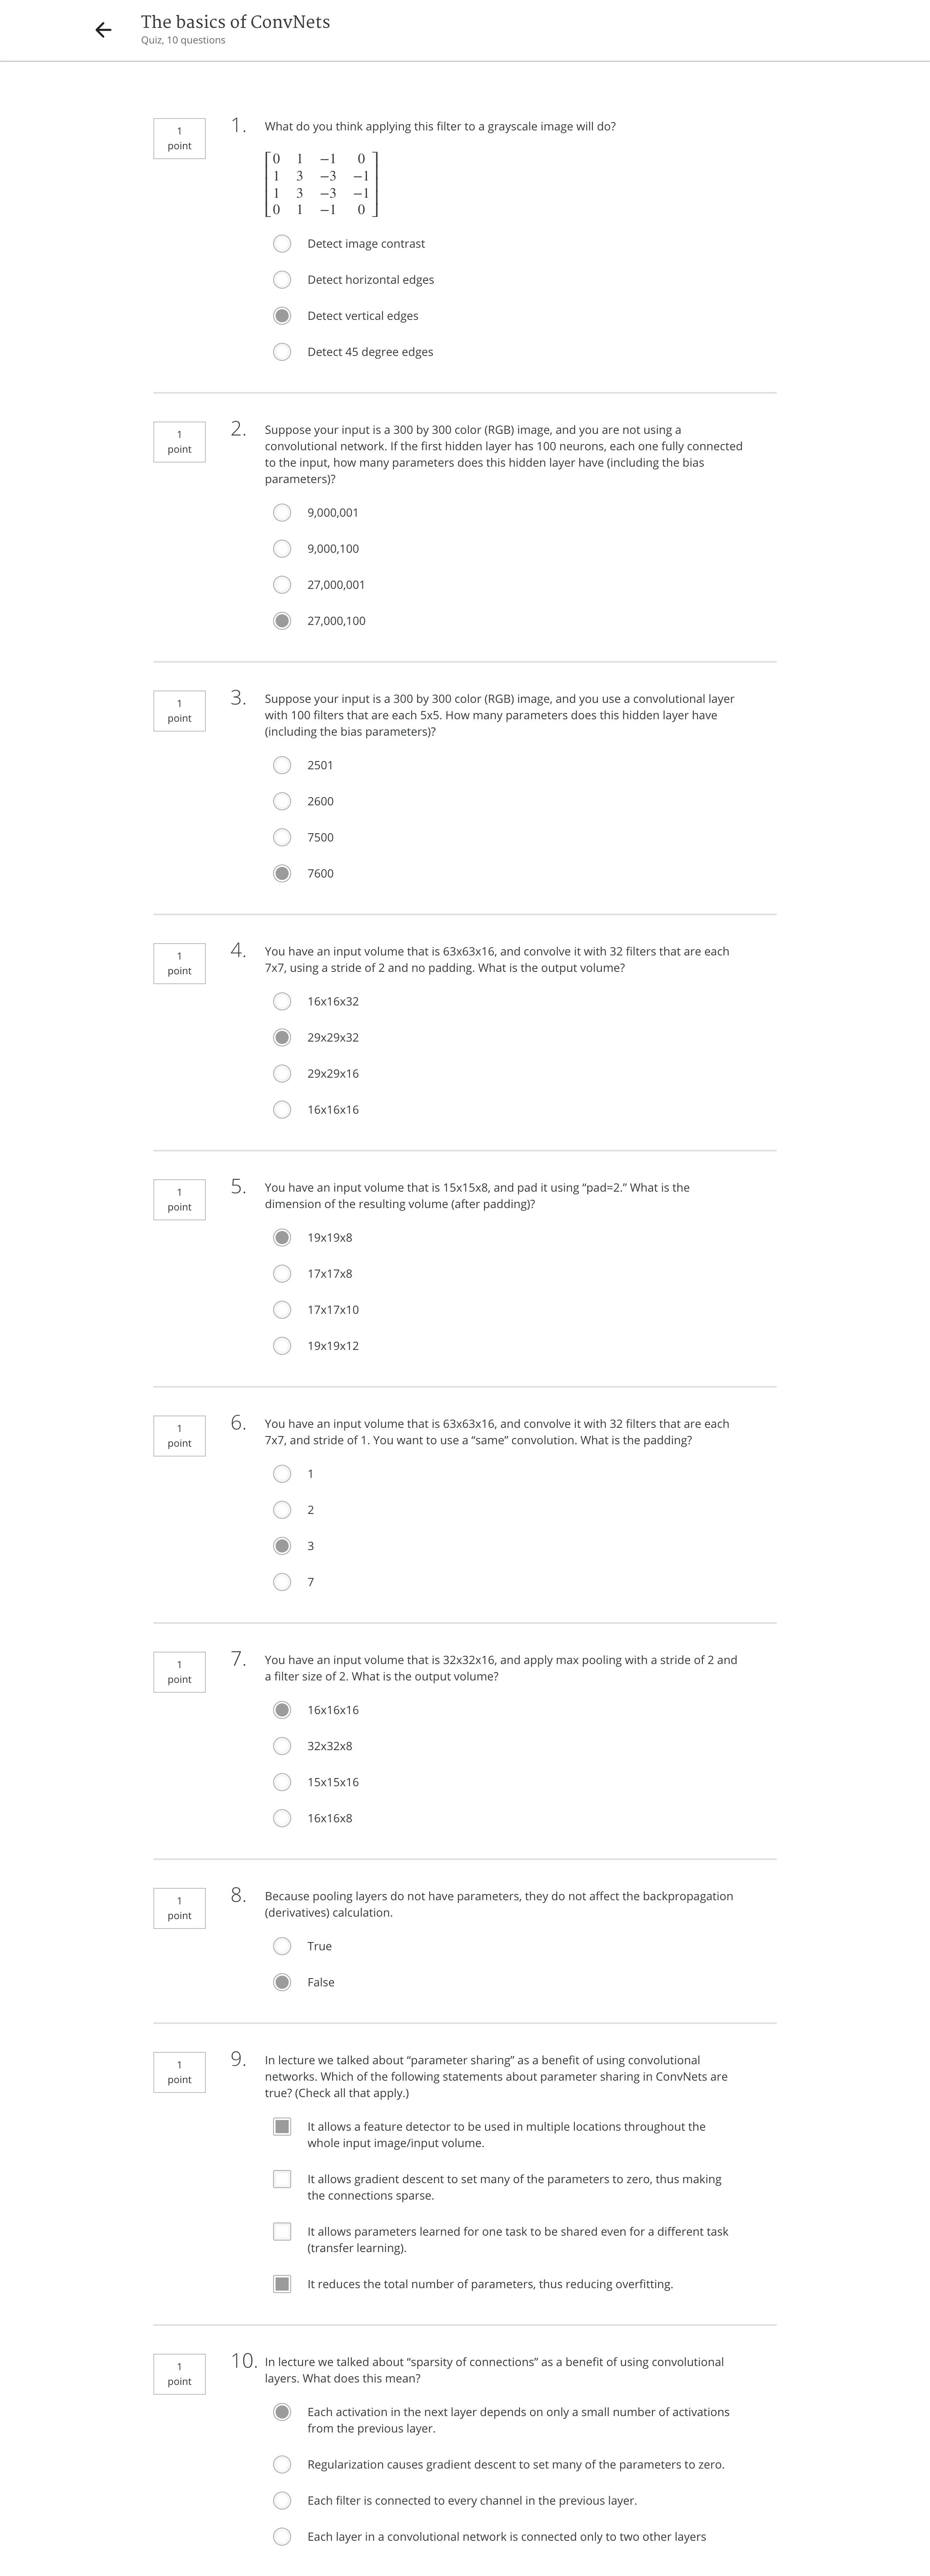 The basics of ConvNets
Quiz, 10 questions
1
point
1.
What do you think applying this filter to a grayscale image will do?
0 1 −1 0
1 3 −3 −1
1 3 −3 −1
0 1 −1 0
Detect image contrast
Detect horizontal edges
Detect vertical edges
Detect 45 degree edges
1
point
2.
Suppose your input is a 300 by 300 color (RGB) image, and you are not using a
convolutional network. If the first hidden layer has 100 neurons, each one fully connected
to the input, how many parameters does this hidden layer have (including the bias
parameters)?
9,000,001
9,000,100
27,000,001
27,000,100
1
point
3.
Suppose your input is a 300 by 300 color (RGB) image, and you use a convolutional layer
with 100 filters that are each 5x5. How many parameters does this hidden layer have
(including the bias parameters)?
2501
2600
7500
7600
1
point
4.
You have an input volume that is 63x63x16, and convolve it with 32 filters that are each
7x7, using a stride of 2 and no padding. What is the output volume?
16x16x32
29x29x32
29x29x16
16x16x16
1
point
5.
You have an input volume that is 15x15x8, and pad it using “pad=2.” What is the
dimension of the resulting volume (after padding)?
19x19x8
17x17x8
17x17x10
19x19x12
1
point
6.
You have an input volume that is 63x63x16, and convolve it with 32 filters that are each
7x7, and stride of 1. You want to use a “same” convolution. What is the padding?
1
2
3
7
1
point
7.
You have an input volume that is 32x32x16, and apply max pooling with a stride of 2 and
a filter size of 2. What is the output volume?
16x16x16
32x32x8
15x15x16
16x16x8
1
point
8.
Because pooling layers do not have parameters, they do not affect the backpropagation
(derivatives) calculation.
True
False
1
point
9.
In lecture we talked about “parameter sharing” as a benefit of using convolutional
networks. Which of the following statements about parameter sharing in ConvNets are
true? (Check all that apply.)
It allows a feature detector to be used in multiple locations throughout the
whole input image/input volume.
It allows gradient descent to set many of the parameters to zero, thus making
the connections sparse.
It allows parameters learned for one task to be shared even for a different task
(transfer learning).
It reduces the total number of parameters, thus reducing overfitting.
1
point
10.
In lecture we talked about “sparsity of connections” as a benefit of using convolutional
layers. What does this mean?
Each activation in the next layer depends on only a small number of activations
from the previous layer.
Regularization causes gradient descent to set many of the parameters to zero.
Each filter is connected to every channel in the previous layer.
Each layer in a convolutional network is connected only to two other layers